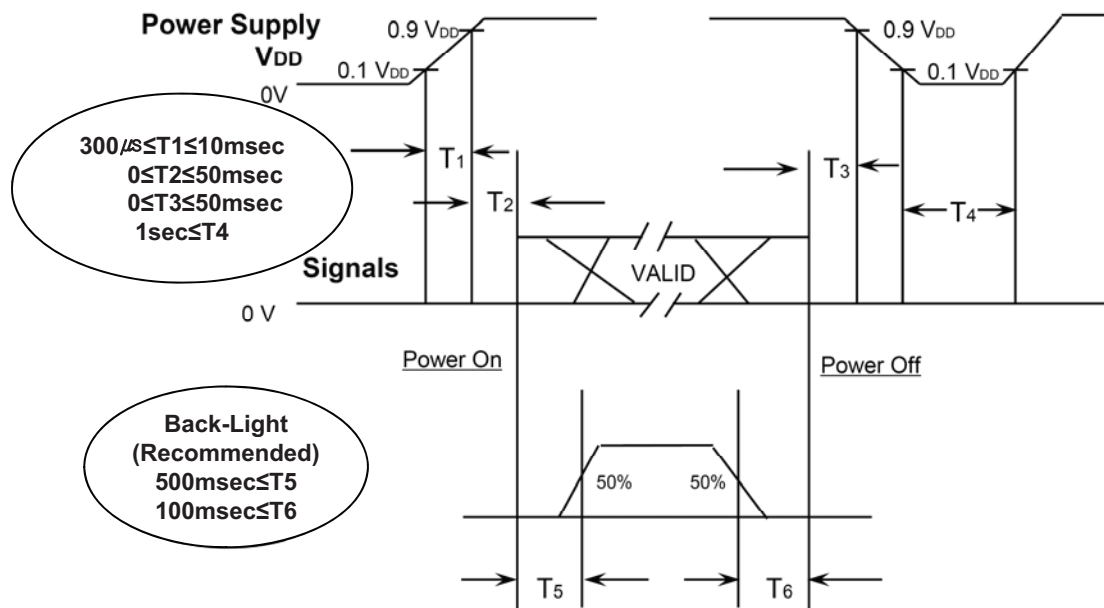 Power Supply
VDD
0.9 VDD
0.1 VDD
0V
0.9 VDD
0.1 VDD
300㎲≤T1≤10msec
0≤T2≤50msec
0≤T3≤50msec
1sec≤T4
T1
T2
T3
T4
Signals
VALID
0 V
Power On
Power Off
Back-Light
(Recommended)
500msec≤T5
100msec≤T6
50%
50%
T5
T6